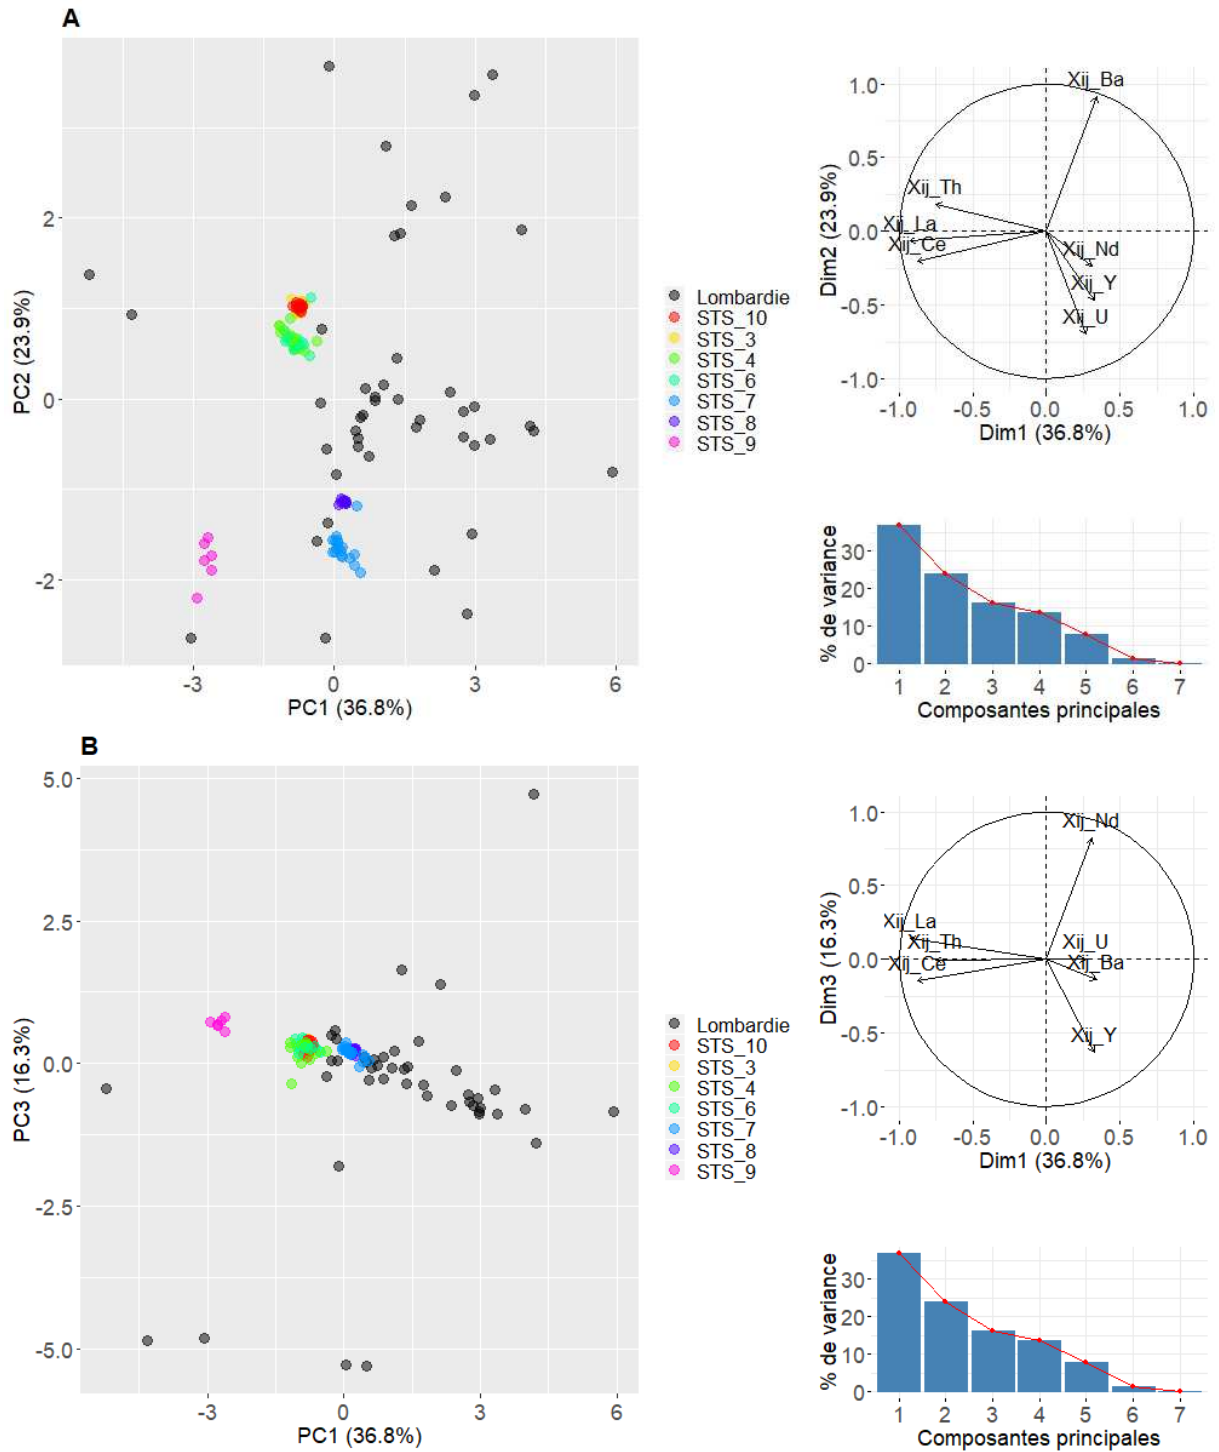 A
PC2 (23.9%)
2
0
-2
-3
0
3
6
PC1 (36.8%)
Lombardie
STS_10
STS_3
STS_4
STS_6
STS_7
STS_8
STS_9
Dim2 (23.9%)
1.0
0.5
0.0
-0.5
-1.0
Xij_Ba
Xij_Th
Xij_La
Xij_Ce
Xij_Nd
Xij_Y
Xij_U
-1.0
-0.5
0.0
0.5
1.0
Dim1 (36.8%)
% de variance
30
20
10
0
1 2 3 4 5 6 7
Composantes principales
B
PC3 (16.3%)
5.0
2.5
0.0
-2.5
-5.0
-3
0
3
6
PC1 (36.8%)
Lombardie
STS_10
STS_3
STS_4
STS_6
STS_7
STS_8
STS_9
Dim3 (16.3%)
1.0
0.5
0.0
-0.5
-1.0
Xij_Nd
Xij_La
Xij_Th
Xij_Ce
Xij_U
Xij_Ba
Xij_Y
-1.0
-0.5
0.0
0.5
1.0
Dim1 (36.8%)
% de variance
30
20
10
0
1 2 3 4 5 6 7
Composantes principales